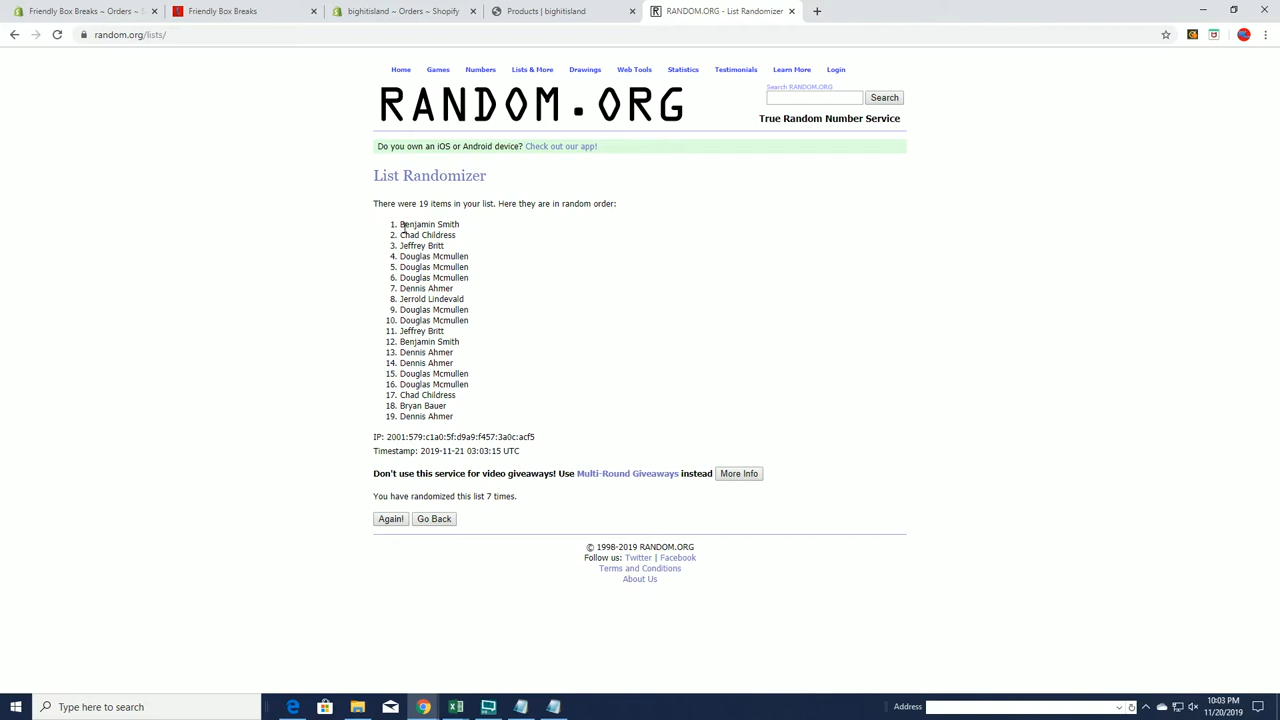 Friendly Box Breaks ~ Orders ~ S
Friendly Box Breaks
bighitisland ~ Orders ~ Shopify
Products | bighitisland
RANDOM.ORG - List Randomizer
random.org/lists/
Home Games Numbers Lists & More Drawings Web Tools Statistics Testimonials Learn More Login
Search RANDOM.ORG
RANDOM.ORG
Search
True Random Number Service
Do you own an iOS or Android device? Check out our app!
List Randomizer
There were 19 items in your list. Here they are in random order:
1. Benjamin Smith
2. Chad Childress
3. Jeffrey Britt
4. Douglas Mcmullen
5. Douglas Mcmullen
6. Douglas Mcmullen
7. Dennis Ahmer
8. Jerrold Lindevald
9. Douglas Mcmullen
10. Douglas Mcmullen
11. Jeffrey Britt
12. Benjamin Smith
13. Dennis Ahmer
14. Dennis Ahmer
15. Douglas Mcmullen
16. Douglas Mcmullen
17. Chad Childress
18. Bryan Bauer
19. Dennis Ahmer
IP: 2001:579:c1a0:5f:d9a9:f457:3a0c:acf5
Timestamp: 2019-11-21 03:03:15 UTC
Don't use this service for video giveaways! Use Multi-Round Giveaways instead More Info
You have randomized this list 7 times.
Again! Go Back
© 1998-2019 RANDOM.ORG
Follow us: Twitter | Facebook
Terms and Conditions
About Us
Type here to search
Address
10:03 PM
11/20/2019